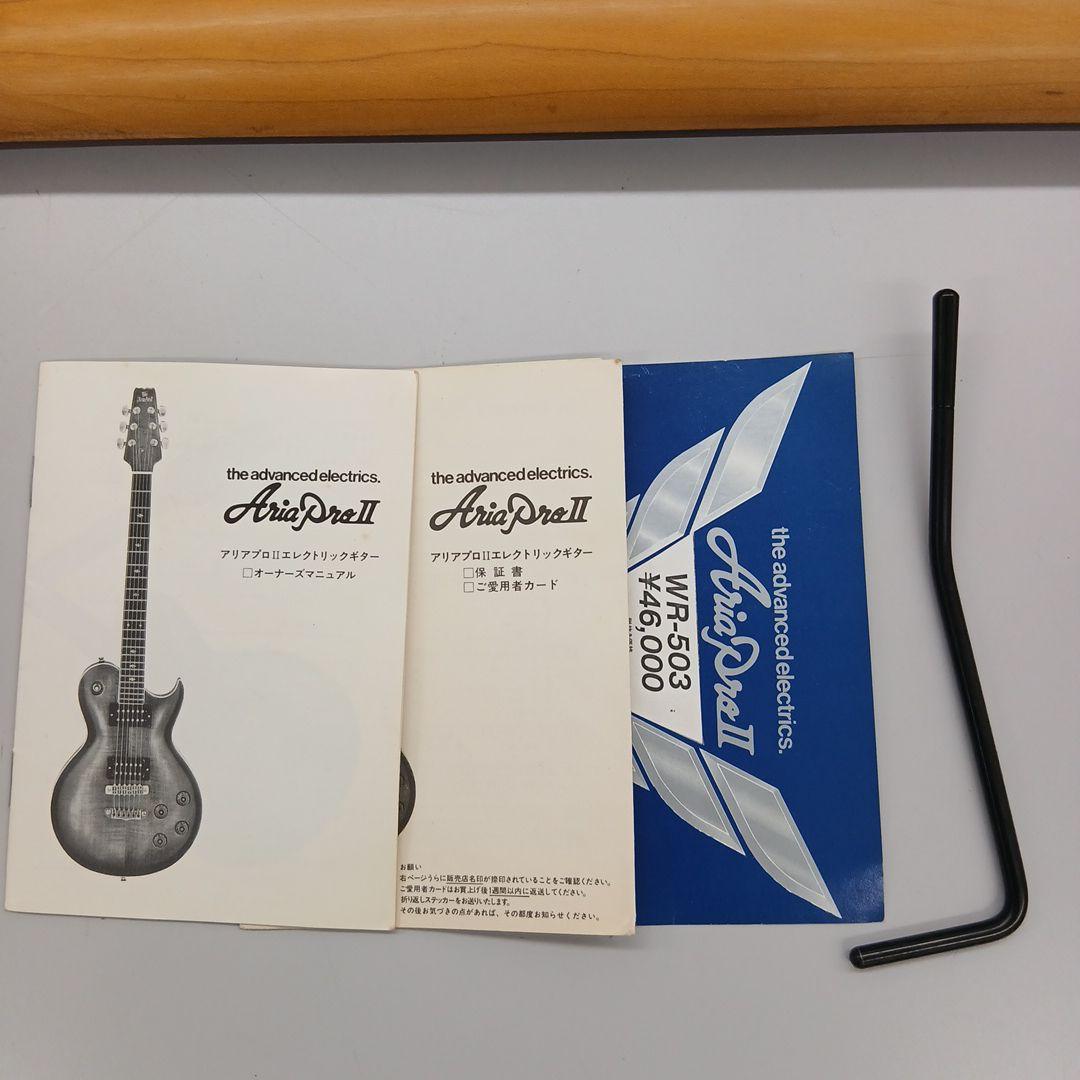 the advanced electrics.
Aria Pro II
アリアプロIIエレクトリックギター
□オーナーズマニュアル
the advanced electrics.
Aria Pro II
アリアプロIIエレクトリックギター
□保証書
□ご愛用者カード
お願い
右ページうらに販売店名印が捺印されていることをご確認ください。
ご愛用者カードはお買上げ後1週間以内に返送してください。
折り返しステッカーをお送りいたします。
その後お気づきの点があれば、その都度お知らせください。
the advanced electrics.
Aria Pro II
WR-503
¥46,000